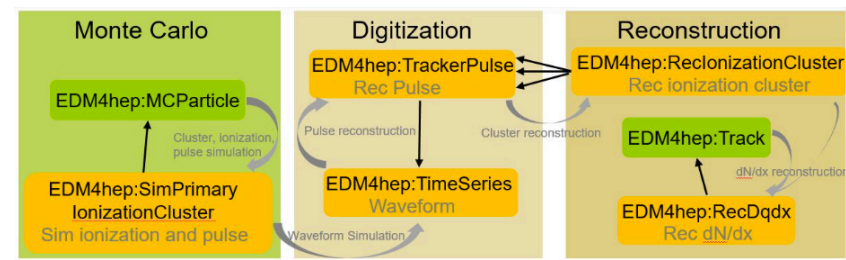 Monte Carlo
EDM4hep:MCParticle
Cluster, ionization,
pulse simulation
EDM4hep:SimPrimary
IonizationCluster
Sim ionization and pulse
Waveform Simulation
Digitization
EDM4hep:TrackerPulse
Rec Pulse
Pulse reconstruction
EDM4hep:TimeSeries
Waveform
Cluster reconstruction
Reconstruction
EDM4hep:RecIonizationCluster
Rec ionization cluster
EDM4hep:Track
dN/dx reconstruction
EDM4hep:RecDqdx
Rec dN/dx